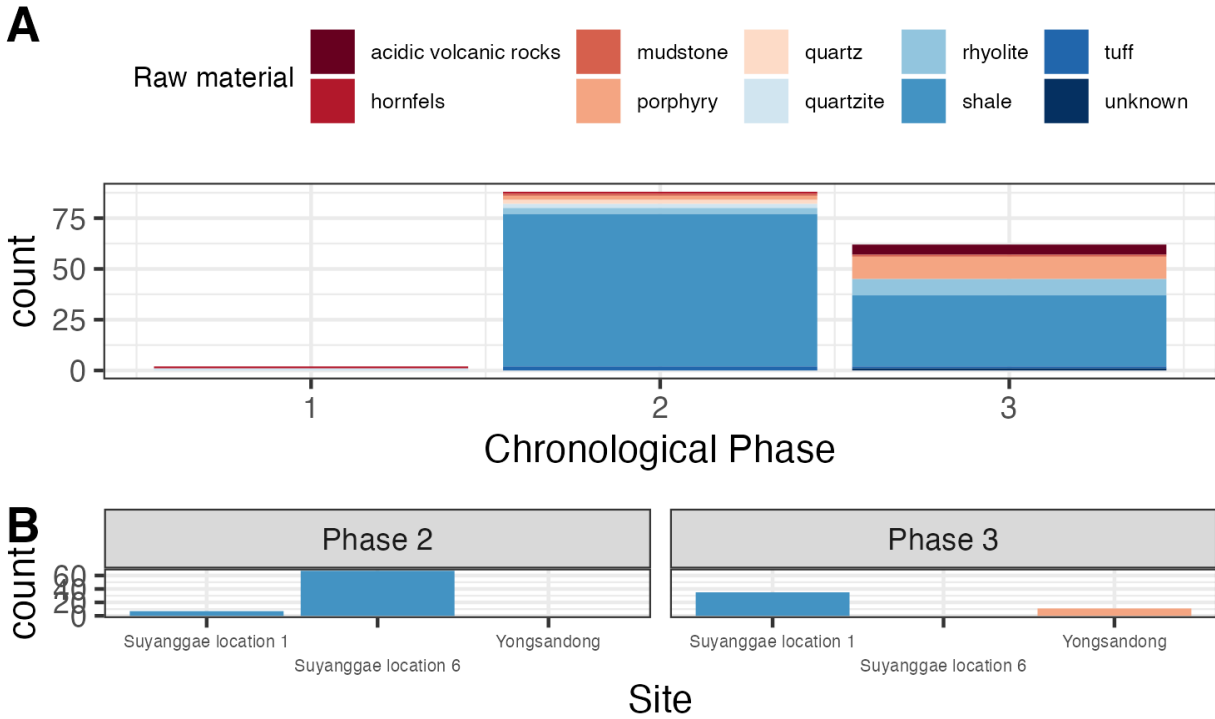 A
Raw material
acidic volcanic rocks
mudstone
quartz
rhyolite
tuff
hornfels
porphyry
quartzite
shale
unknown
count
75
50
25
0
1
2
3
Chronological Phase
B
Phase 2
Phase 3
count
60
40
20
0
Suyanggae location 1
Yongsandong
Suyanggae location 1
Yongsandong
Suyanggae location 6
Suyanggae location 6
Site